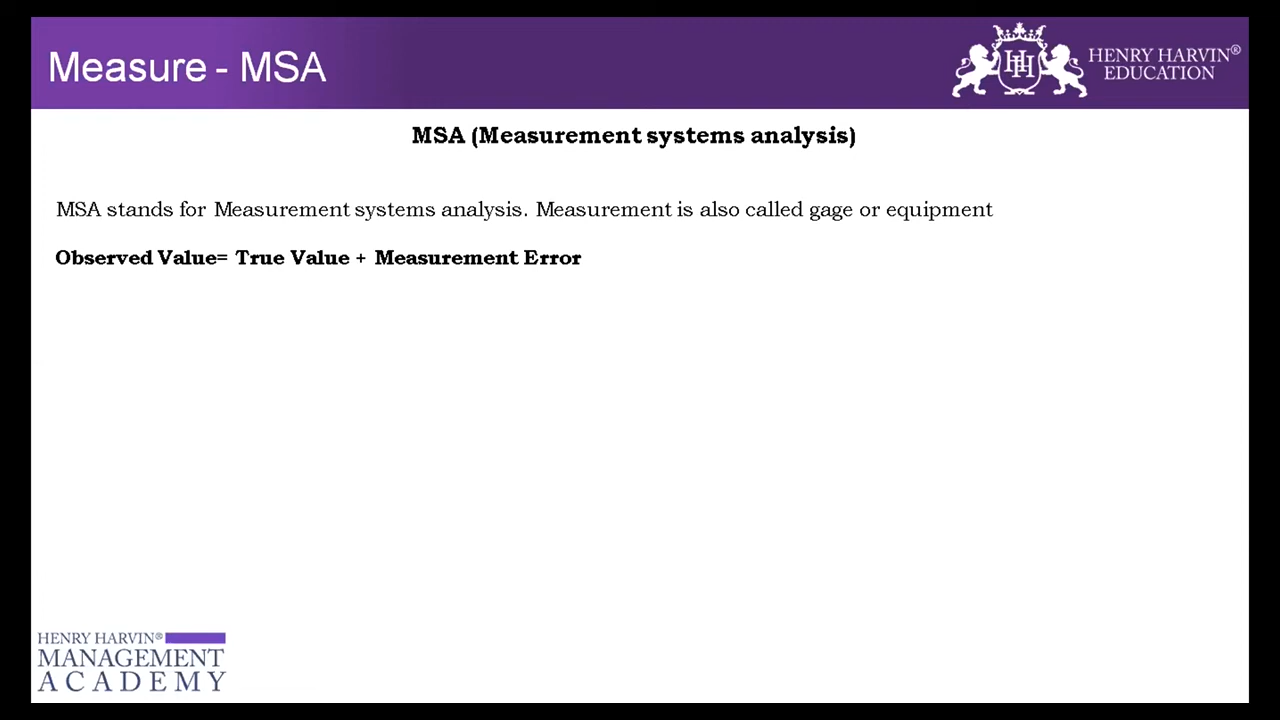 Measure - MSA
HENRY HARVIN®
EDUCATION
MSA (Measurement systems analysis)
MSA stands for Measurement systems analysis. Measurement is also called gage or equipment
Observed Value= True Value + Measurement Error
HENRY HARVIN®
MANAGEMENT
ACADEMY